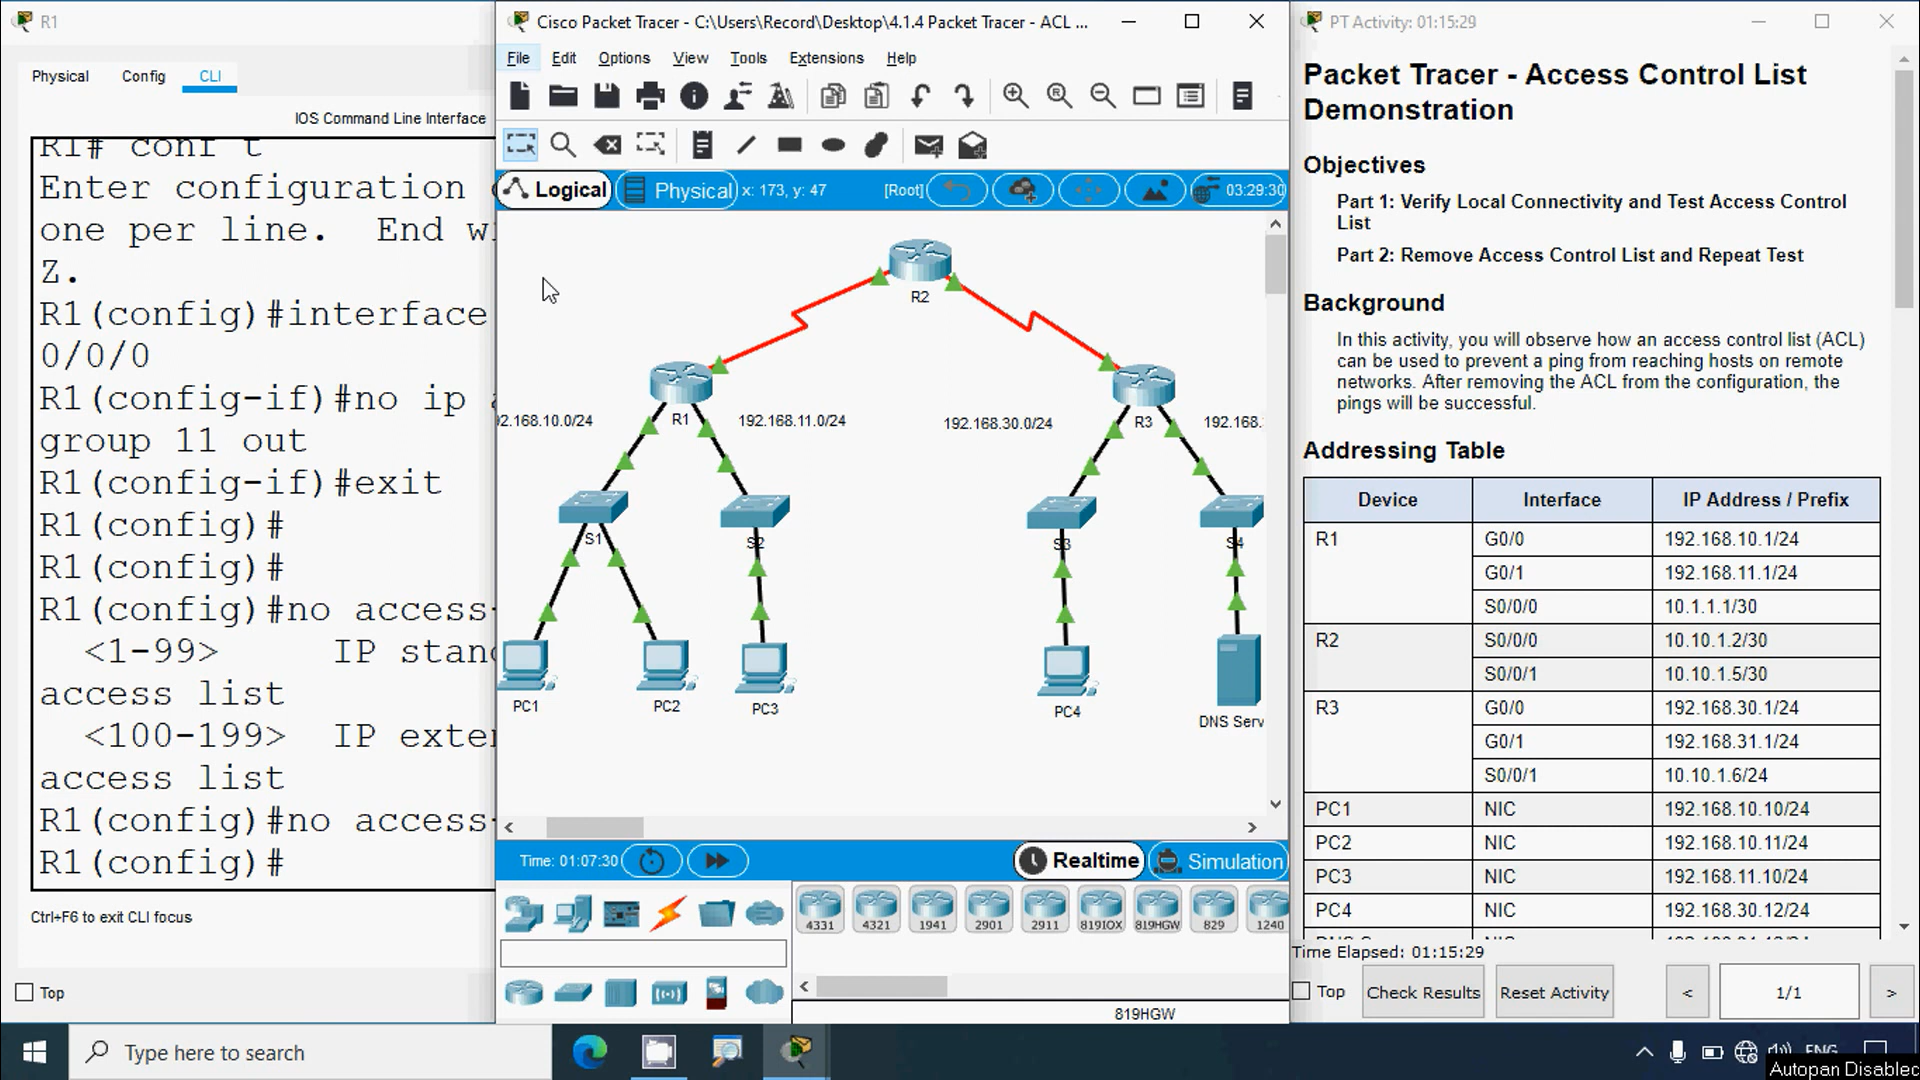 R1
Physical
Config
CLI
IOS Command Line Interface
R1# conf t
Enter configuration
one per line.  End
Z.
R1(config)#interface
0/0/0
R1(config-if)#no ip
group 11 out
R1(config-if)#exit
R1(config)#
R1(config)#
R1(config)#no access
<1-99>      IP
access list
<100-199>  IP
access list
R1(config)#no access
R1(config)#
Ctrl+F6 to exit CLI focus
Top
Cisco Packet Tracer - C:\Users\Record\Desktop\4.1.4 Packet Tracer - ACL ...
File
Edit
Options
View
Tools
Extensions
Help
Logical
Physical
x: 173, y: 47
[Root]
03:29:30
R2
R1
R3
92.168.10.0/24
192.168.11.0/24
192.168.30.0/24
192.168.
S1
S2
S3
S4
PC1
PC2
PC3
PC4
DNS Serv
Time: 01:07:30
Realtime
Simulation
4331
4321
1941
2901
2911
819IOX
819HGW
829
1240
819HGW
PT Activity: 01:15:29
Packet Tracer - Access Control List
Demonstration
Objectives
Part 1: Verify Local Connectivity and Test Access Control
List
Part 2: Remove Access Control List and Repeat Test
Background
In this activity, you will observe how an access control list (ACL)
can be used to prevent a ping from reaching hosts on remote
networks. After removing the ACL from the configuration, the
pings will be successful.
Addressing Table
Device Interface IP Address / Prefix
R1 G0/0 192.168.10.1/24
G0/1 192.168.11.1/24
S0/0/0 10.1.1.1/30
R2 S0/0/0 10.10.1.2/30
S0/0/1 10.10.1.5/30
R3 G0/0 192.168.30.1/24
G0/1 192.168.31.1/24
S0/0/1 10.10.1.6/24
PC1 NIC 192.168.10.10/24
PC2 NIC 192.168.10.11/24
PC3 NIC 192.168.11.10/24
PC4 NIC 192.168.30.12/24
Time Elapsed: 01:15:29
Top
Check Results
Reset Activity
<
1/1
>
Type here to search
ENG
Autopan Disabled